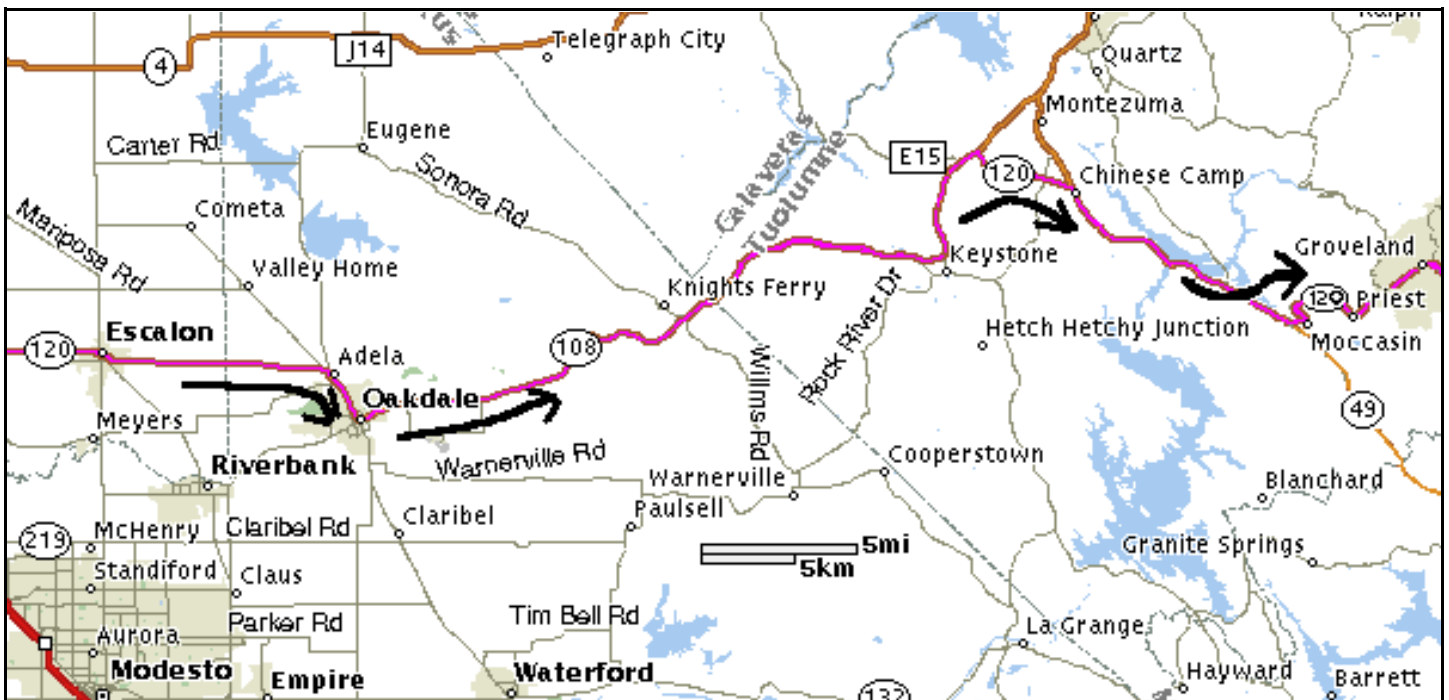 Ralph
J14
Telegraph City
4
Quartz
Montezuma
Eugene
Carter Rd
Calaveras
Tuolumne
E15
Sonora Rd
120
Chinese Camp
Cometa
Mariposa Rd
Valley Home
Keystone
Groveland
Knights Ferry
Rock River Dr
120
Priest
Escalon
120
Adela
108
Hetch Hetchy Junction
Moccasin
Willms Rd
Oakdale
49
Meyers
Riverbank
Warnerville Rd
Warnerville
Cooperstown
Blanchard
Paulsell
McHenry
Claribel Rd
Claribel
219
5mi
5km
Granite Springs
Standiford
Claus
Tim Bell Rd
Parker Rd
Aurora
La Grange
Modesto
Empire
Waterford
132
Hayward
Barrett